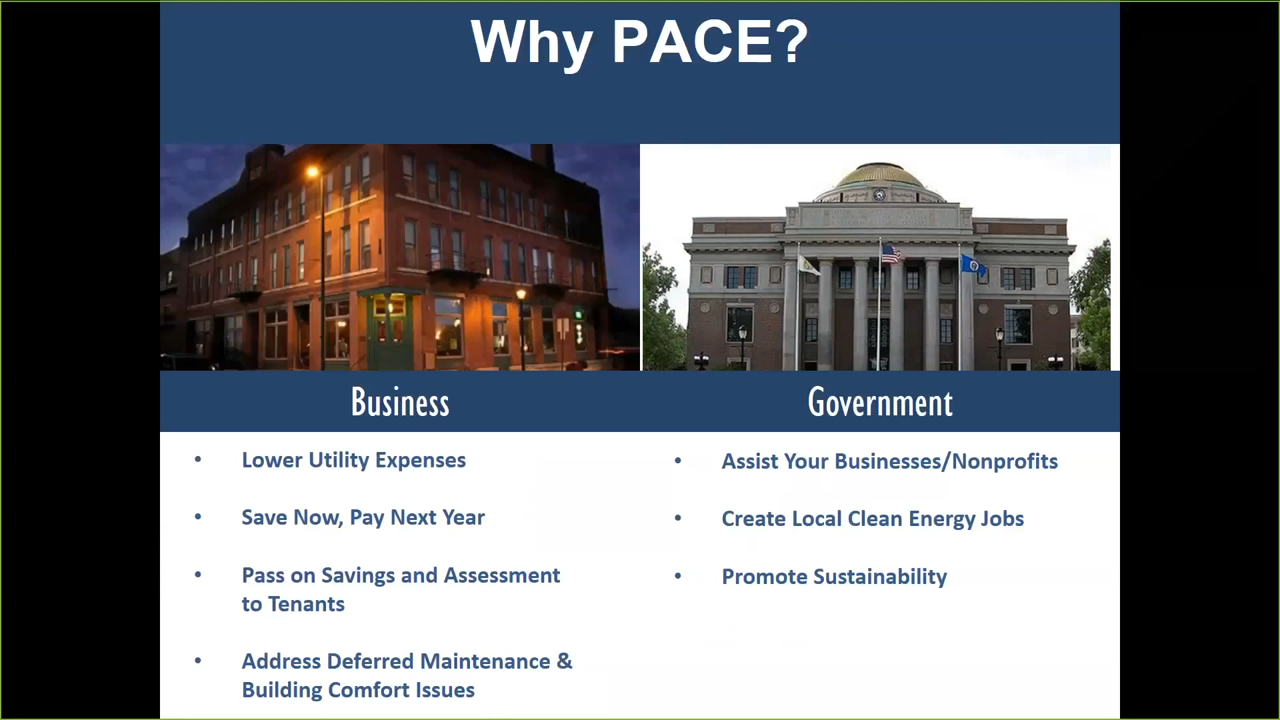 Why PACE?
Business
• Lower Utility Expenses
• Save Now, Pay Next Year
• Pass on Savings and Assessment
to Tenants
• Address Deferred Maintenance &
Building Comfort Issues
Government
• Assist Your Businesses/Nonprofits
• Create Local Clean Energy Jobs
• Promote Sustainability